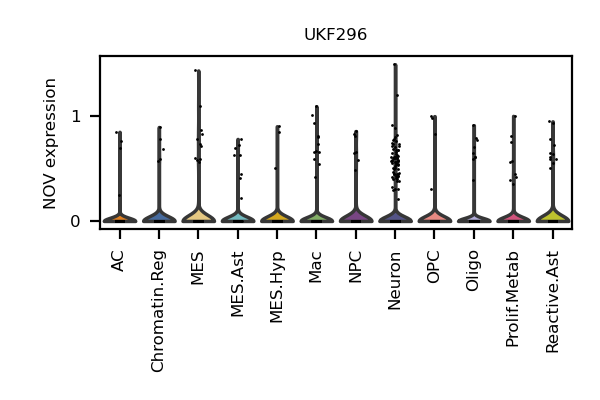 UKF296
NOV expression
1
0
AC
Chromatin.Reg
MES
MES.Ast
MES.Hyp
Mac
NPC
Neuron
OPC
Oligo
Prolif.Metab
Reactive.Ast